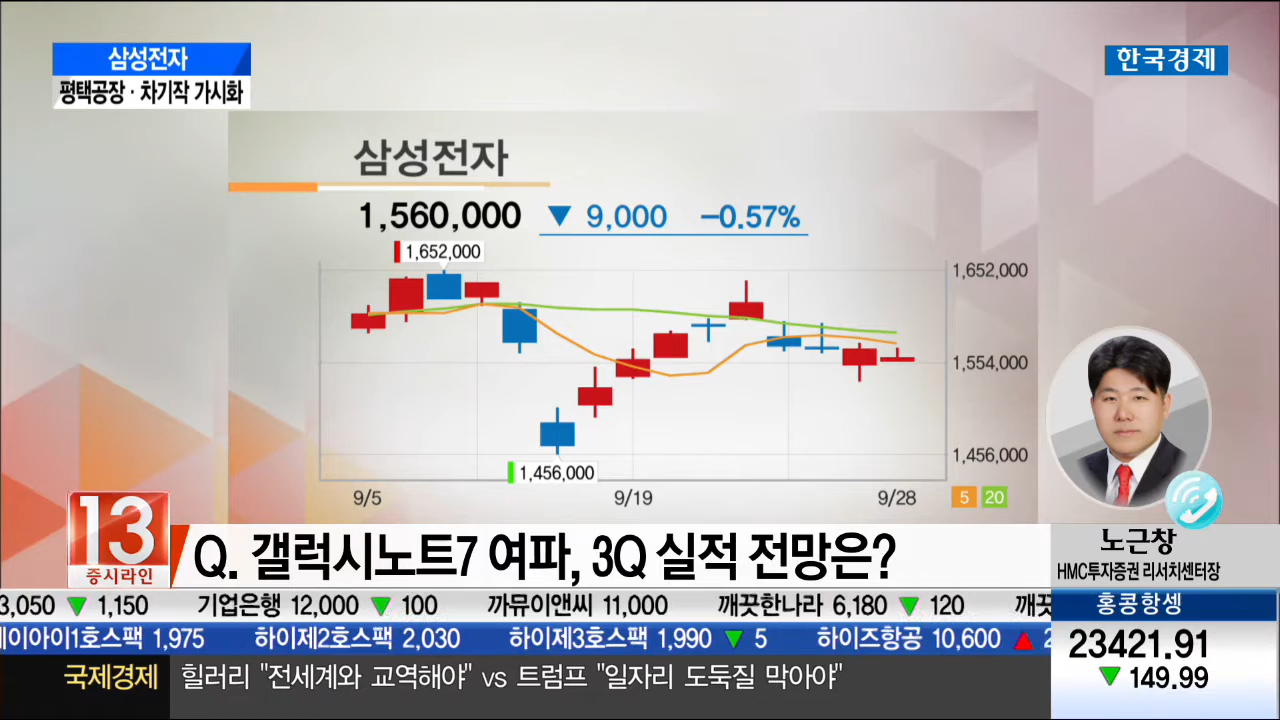 삼성전자
평택공장 · 차기작 가시화
한국경제
삼성전자
1,560,000 ▼ 9,000 -0.57%
1,652,000
1,652,000
1,554,000
1,456,000
1,456,000
9/5 9/19 9/28 5 20
13
증시라인
Q. 갤럭시노트7 여파, 3Q 실적 전망은?
노근창
HMC투자증권 리서치센터장
3,050 ▼ 1,150 기업은행 12,000 ▼ 100 까뮤이앤씨 11,000 깨끗한나라 6,180 ▼ 120
이아이1호스팩 1,975 하이제2호스팩 2,030 하이제3호스팩 1,990 ▼ 5 하이즈항공 10,600 ▲
홍콩항셍
23421.91
▼ 149.99
국제경제 힐러리 "전세계와 교역해야" vs 트럼프 "일자리 도둑질 막아야"